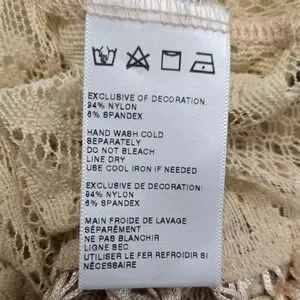 EXCLUSIVE OF DECORATION:
94% NYLON
6% SPANDEX
HAND WASH COLD
SEPARATELY
DO NOT BLEACH
LINE DRY
USE COOL IRON IF NEEDED
EXCLUSIVE DE DECORATION:
94% NYLON
6% SPANDEX
MAIN FROIDE DE LAVAGE
SÉPARÉMENT
NE PAS BLANCHIR
LIGNE SEC
UTILISER LE FER REFROIDIR SI
NÉCESSAIRE